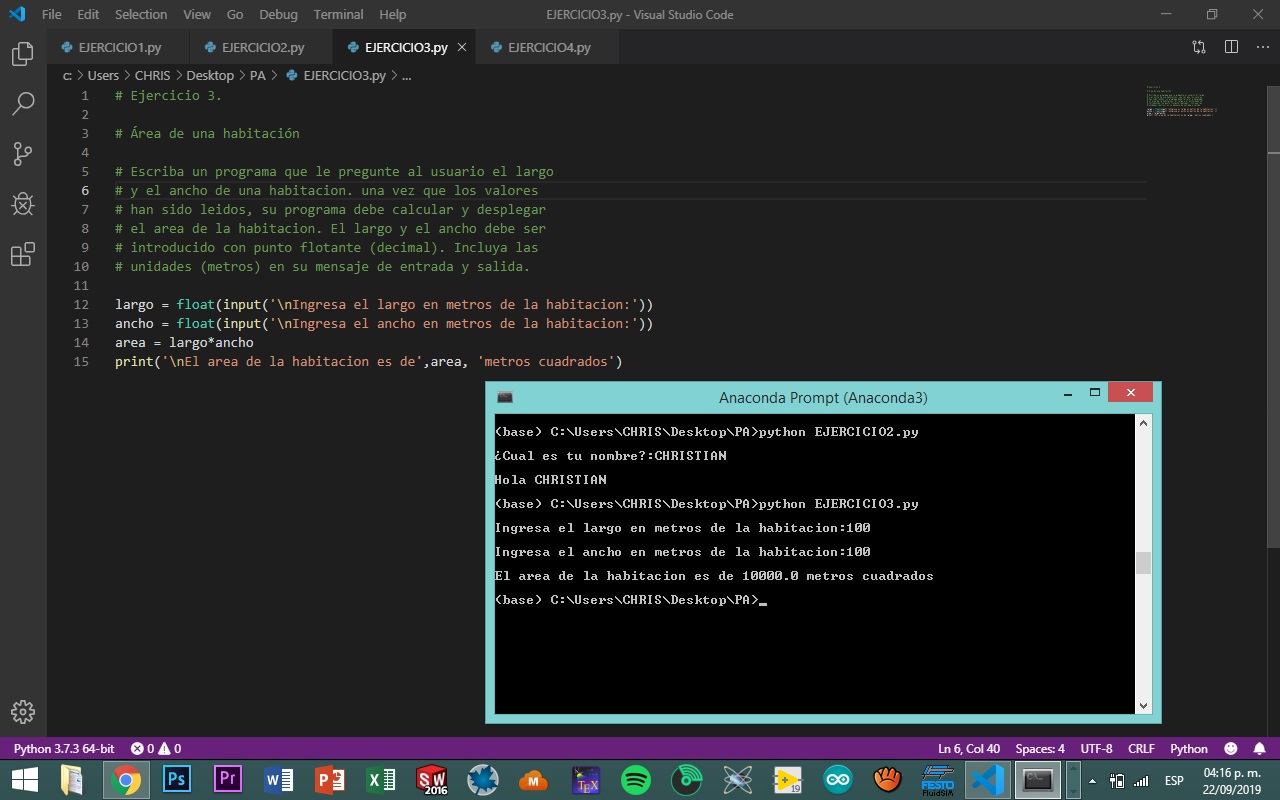 File Edit Selection View Go Debug Terminal Help EJERCICIO3.py - Visual Studio Code
EJERCICIO1.py EJERCICIO2.py EJERCICIO3.py EJERCICIO4.py
c: > Users > CHRIS > Desktop > PA > EJERCICIO3.py > ...
1 # Ejercicio 3.
2
3 # Área de una habitación
4
5 # Escriba un programa que le pregunte al usuario el largo
6 # y el ancho de una habitacion. una vez que los valores
7 # han sido leidos, su programa debe calcular y desplegar
8 # el area de la habitacion. El largo y el ancho debe ser
9 # introducido con punto flotante (decimal). Incluya las
10 # unidades (metros) en su mensaje de entrada y salida.
11
12 largo = float(input('\nIngresa el largo en metros de la habitacion:'))
13 ancho = float(input('\nIngresa el ancho en metros de la habitacion:'))
14 area = largo*ancho
15 print('\nEl area de la habitacion es de',area, 'metros cuadrados')
Anaconda Prompt (Anaconda3)
(base) C:\Users\CHRIS\Desktop\PA>python EJERCICIO2.py
¿Cual es tu nombre?:CHRISTIAN
Hola CHRISTIAN
(base) C:\Users\CHRIS\Desktop\PA>python EJERCICIO3.py
Ingresa el largo en metros de la habitacion:100
Ingresa el ancho en metros de la habitacion:100
El area de la habitacion es de 10000.0 metros cuadrados
(base) C:\Users\CHRIS\Desktop\PA>_
Python 3.7.3 64-bit 0 0 Ln 6, Col 40 Spaces: 4 UTF-8 CRLF Python
Ps Pr W P X SW 2016 M TEX 19 FESTO FluidSIM ESP 04:16 p. m.
22/09/2019